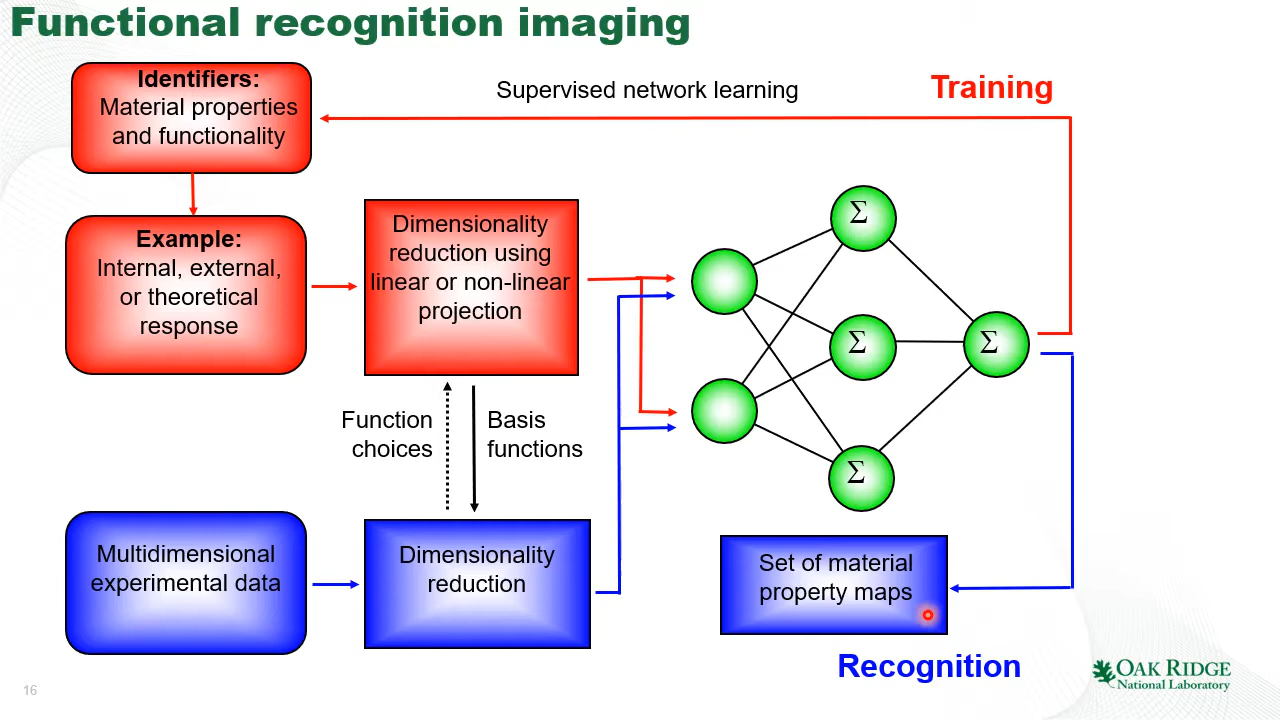 Functional recognition imaging
Identifiers:
Material properties
and functionality
Supervised network learning
Training
Example:
Internal, external,
or theoretical
response
Dimensionality
reduction using
linear or non-linear
projection
Σ
Σ
Σ
Σ
Function
choices
Basis
functions
Multidimensional
experimental data
Dimensionality
reduction
Set of material
property maps
Recognition
16
OAK RIDGE
National Laboratory